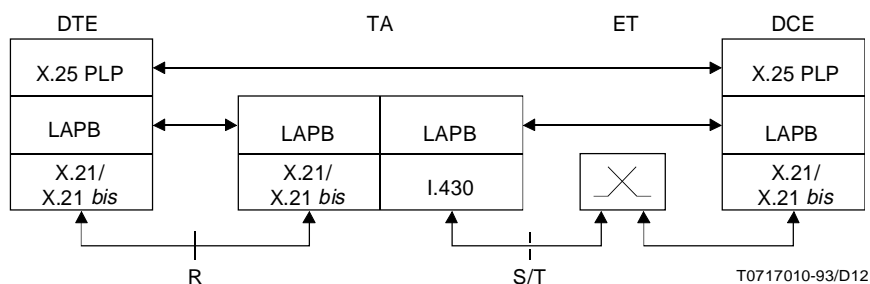 DTE TA ET DCE
X.25 PLP X.25 PLP
LAPB LAPB LAPB LAPB
X.21/ X.21/ I.430 X.21/
X.21 bis X.21 bis X.21 bis
R S/T T0717010-93/D12